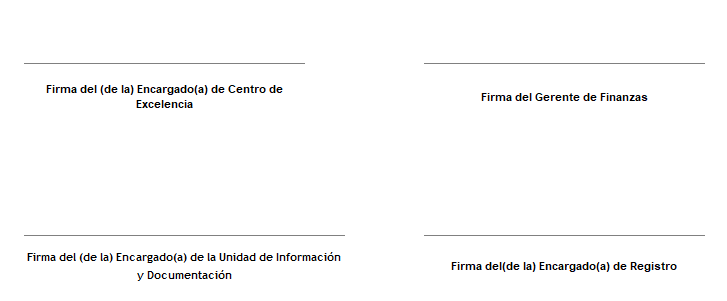 Firma del (de la) Encargado(a) de Centro de
Excelencia
Firma del Gerente de Finanzas
Firma del (de la) Encargado(a) de la Unidad de Información
y Documentación
Firma del(de la) Encargado(a) de Registro